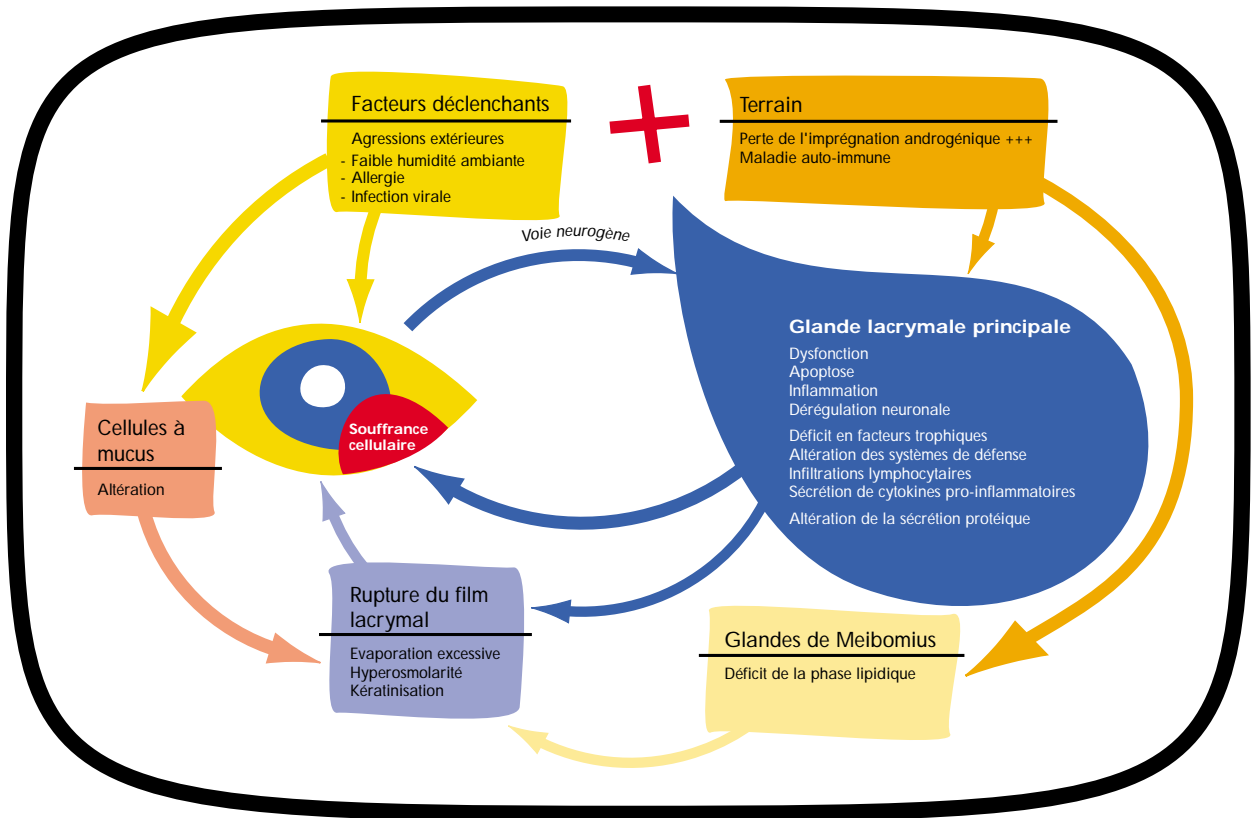 Facteurs déclenchants
Agressions extérieures
- Faible humidité ambiante
- Allergie
- Infection virale
Terrain
Perte de l'imprégnation androgénique +++
Maladie auto-immune
Voie neurogène
Glande lacrymale principale
Dysfonction
Apoptose
Inflammation
Dérégulation neuronale
Déficit en facteurs trophiques
Altération des systèmes de défense
Infiltrations lymphocytaires
Sécrétion de cytokines pro-inflammatoires
Altération de la sécrétion protéique
Souffrance
cellulaire
Cellules à
mucus
Altération
Rupture du film
lacrymal
Evaporation excessive
Hyperosmolarité
Kératinisation
Glandes de Meibomius
Déficit de la phase lipidique